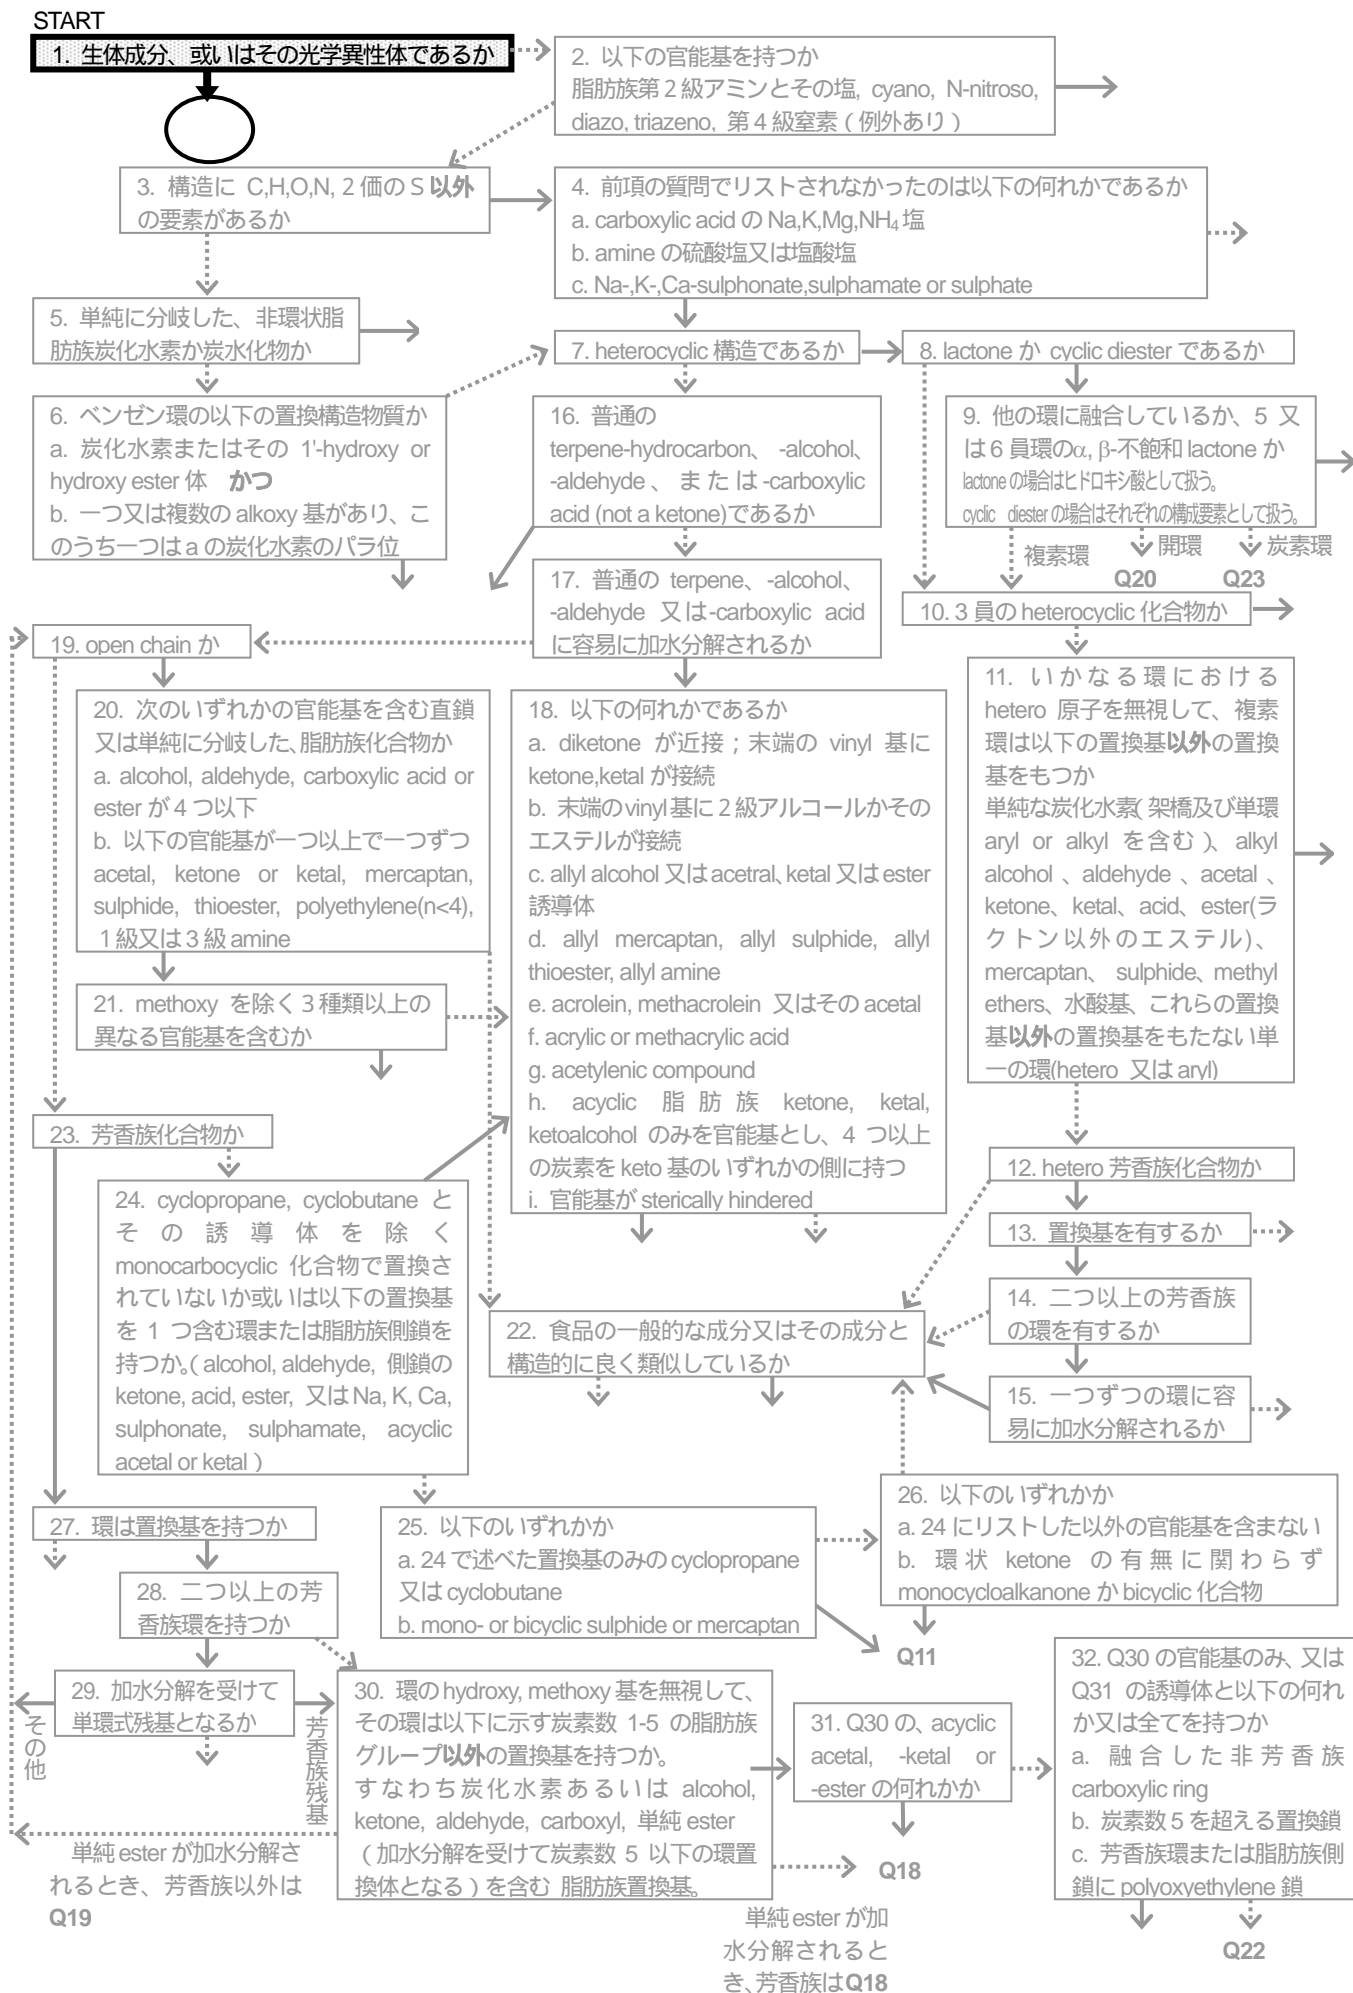 START
1. 生体成分、或いはその光学異性体であるか
2. 以下の官能基を持つか
脂肪族第２級アミンとその塩, cyano, N-nitroso,
diazo, triazeno, 第４級窒素（例外あり）
3. 構造に C,H,O,N,２価のＳ以外
の要素があるか
4. 前項の質問でリストされなかったのは以下の何れかであるか
a. carboxylic acid の Na,K,Mg,NH4 塩
b. amine の硫酸塩又は塩酸塩
c. Na-,K-,Ca-sulphonate,sulphamate or sulphate
5. 単純に分岐した、非環状脂
肪族炭化水素か炭水化物か
7. heterocyclic 構造であるか
8. lactone か cyclic diester であるか
6. ベンゼン環の以下の置換構造物質か
a. 炭化水素またはその 1'-hydroxy or
hydroxy ester 体　かつ
b. 一つ又は複数の alkoxy 基があり、こ
のうち一つは a の炭化水素のパラ位
16. 普通の
terpene-hydrocarbon、 -alcohol、
-aldehyde 、または -carboxylic
acid (not a ketone)であるか
9. 他の環に融合しているか、５又
は６員環のα, β-不飽和 lactone か
lactone の場合はヒドロキシ酸として扱う。
cyclic diester の場合はそれぞれの構成要素として扱う。
複素環
開環
炭素環
Q20
Q23
17. 普通の terpene、-alcohol、
-aldehyde 又は-carboxylic acid
に容易に加水分解されるか
10. 3 員の heterocyclic 化合物か
19. open chain か
11. いかなる環における
hetero 原子を無視して、複素
環は以下の置換基以外の置換
基をもつか
単純な炭化水素(架橋及び単環
aryl or alkyl を含む)、alkyl
alcohol 、aldehyde 、acetal 、
ketone、ketal、acid、ester(ラ
クトン以外のエステル)、
mercaptan、 sulphide、methyl
ethers、水酸基、これらの置換
基以外の置換基をもたない単
一の環(hetero 又は aryl)
20. 次のいずれかの官能基を含む直鎖
又は単純に分岐した、脂肪族化合物か
a. alcohol, aldehyde, carboxylic acid or
ester が 4 つ以下
b. 以下の官能基が一つ以上で一つずつ
acetal, ketone or ketal, mercaptan,
sulphide, thioester, polyethylene(n<4),
１級又は３級 amine
18. 以下の何れかであるか
a. diketone が近接；末端の vinyl 基に
ketone,ketal が接続
b. 末端の vinyl 基に２級アルコールかその
エステルが接続
c. allyl alcohol 又は acetral, ketal 又は ester
誘導体
d. allyl mercaptan, allyl sulphide, allyl
thioester, allyl amine
e. acrolein, methacrolein 又はその acetal
f. acrylic or methacrylic acid
g. acetylenic compound
h. acyclic 脂肪族 ketone, ketal,
ketoalcohol のみを官能基とし、4 つ以上
の炭素を keto 基のいずれかの側に持つ
i. 官能基が sterically hindered
21. methoxy を除く３種類以上の
異なる官能基を含むか
23. 芳香族化合物か
12. hetero 芳香族化合物か
24. cyclopropane, cyclobutane と
その誘導体を除く
monocarbocyclic 化合物で置換さ
れていないか或いは以下の置換基
を 1 つ含む環または脂肪族側鎖を
持つか。（alcohol, aldehyde, 側鎖の
ketone, acid, ester, 又は Na, K, Ca,
sulphonate, sulphamate, acyclic
acetal or ketal）
13. 置換基を有するか
14. 二つ以上の芳香族
の環を有するか
22. 食品の一般的な成分又はその成分と
構造的に良く類似しているか
15. 一つずつの環に容
易に加水分解されるか
26. 以下のいずれかか
a. 24 にリストした以外の官能基を含まない
b. 環状 ketone の有無に関わらず
monocycloalkanone か bicyclic 化合物
27. 環は置換基を持つか
25. 以下のいずれかか
a. 24 で述べた置換基のみの cyclopropane
又は cyclobutane
b. mono- or bicyclic sulphide or mercaptan
28. 二つ以上の芳
香族環を持つか
Q11
29. 加水分解を受けて
単環式残基となるか
その他
芳香族残基
30. 環の hydroxy, methoxy 基を無視して、
その環は以下に示す炭素数 1-5 の脂肪族
グループ以外の置換基を持つか。
すなわち炭化水素あるいは alcohol,
ketone, aldehyde, carboxyl, 単純 ester
（加水分解を受けて炭素数 5 以下の環置
換体となる）を含む 脂肪族置換基。
31. Q30 の、acyclic
acetal, -ketal or
-ester の何れかか
32. Q30 の官能基のみ、又は
Q31 の誘導体と以下の何れ
か又は全てを持つか
a. 融合した非芳香族
carboxylic ring
b. 炭素数 5 を超える置換鎖
c. 芳香族環または脂肪族側
鎖に polyoxyethylene 鎖
Q18
単純 ester が加水分解さ
れるとき、芳香族以外は
Q19
単純 ester が加
水分解されると
き、芳香族は Q18
Q22